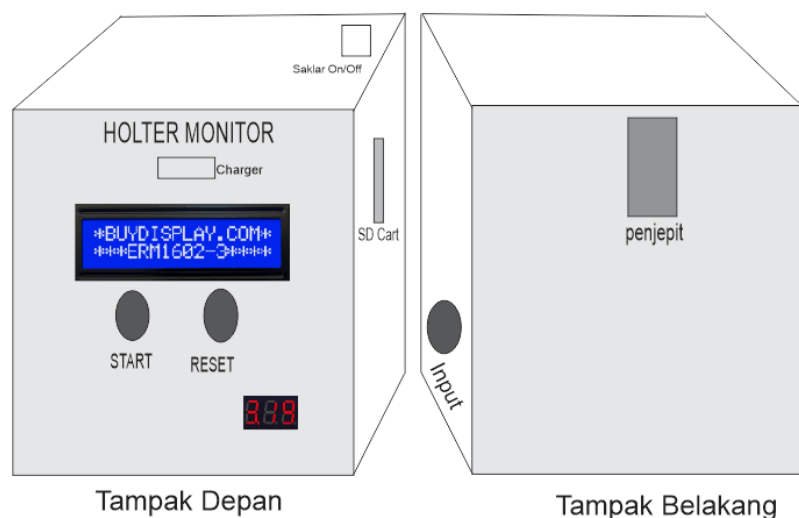 Saklar On/Off
HOLTER MONITOR
Charger
*BUYDISPLAY.COM*
***ERM1602-3****
SD Cart
START
RESET
3.1.9
Tampak Depan
penjepit
Input
Tampak Belakang